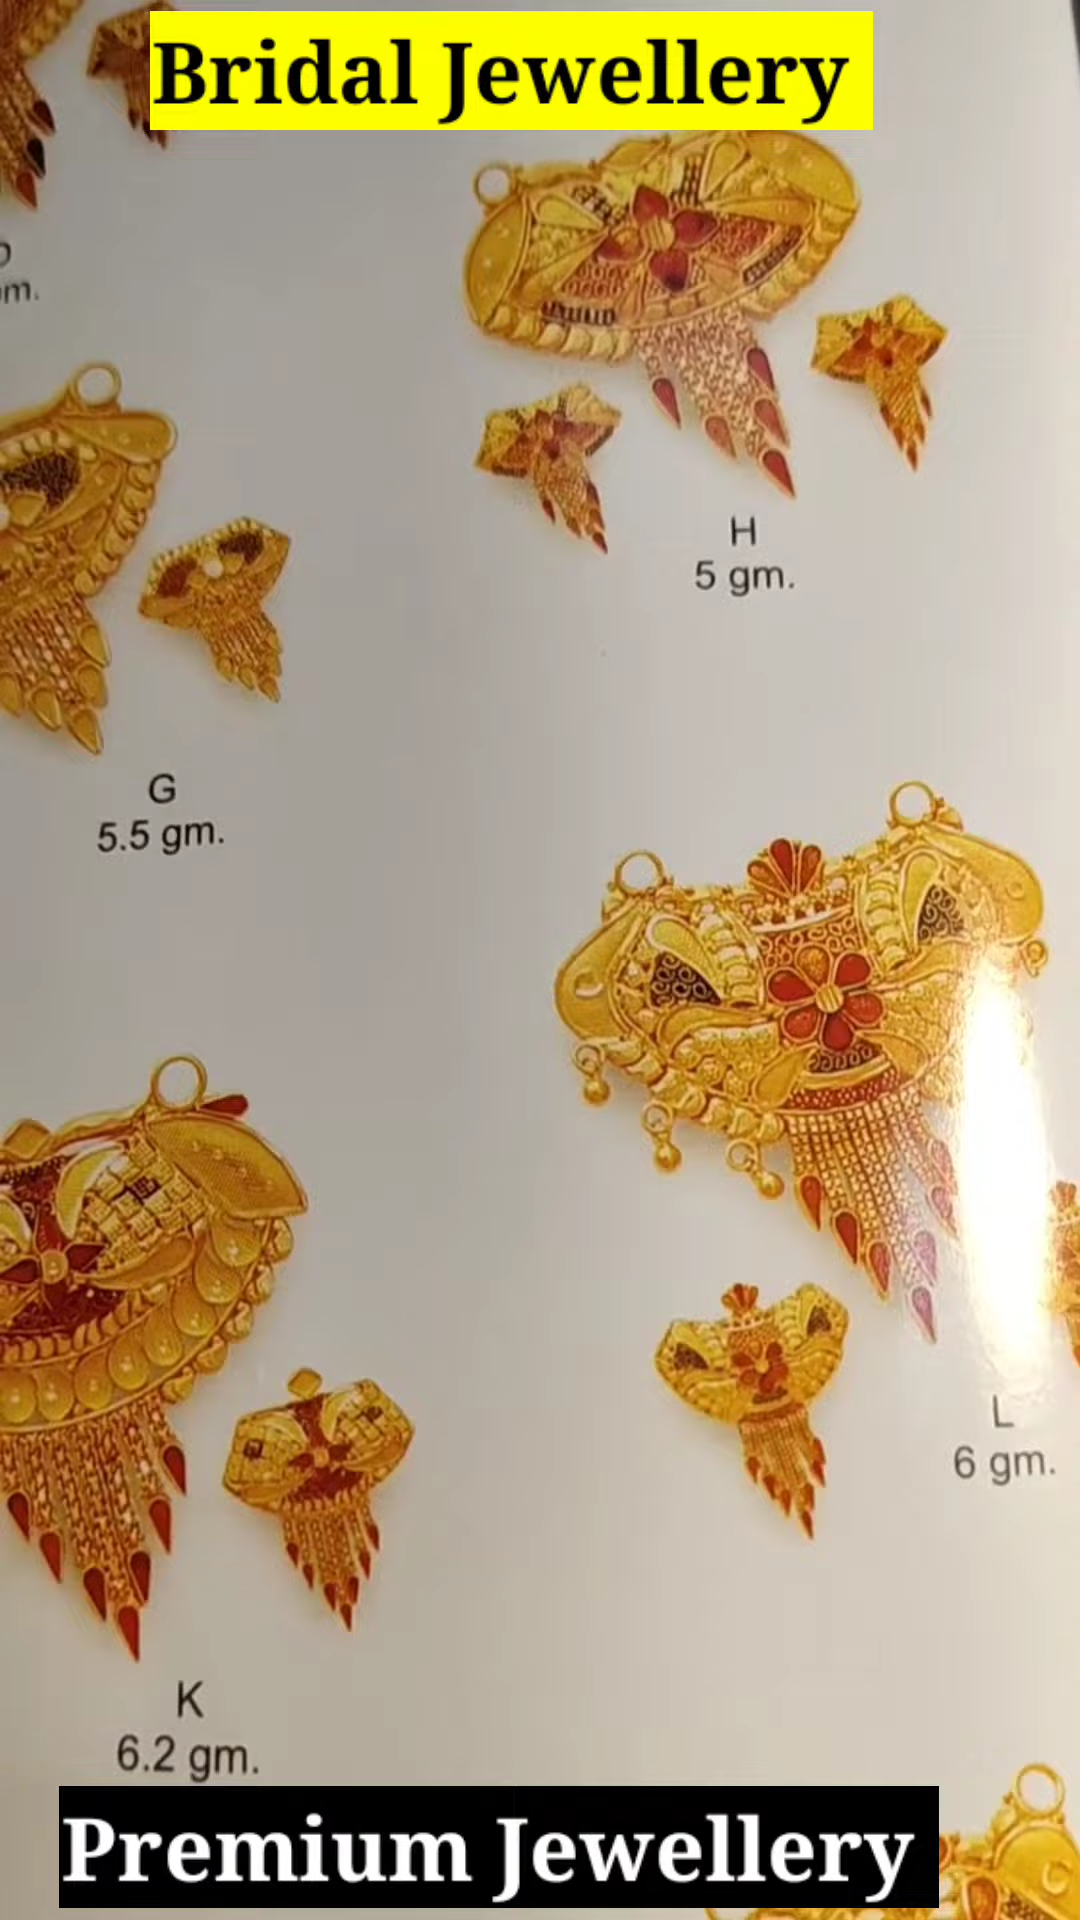 Bridal Jewellery
m.
H
5 gm.
G
5.5 gm.
L
6 gm.
K
6.2 gm.
Premium Jewellery